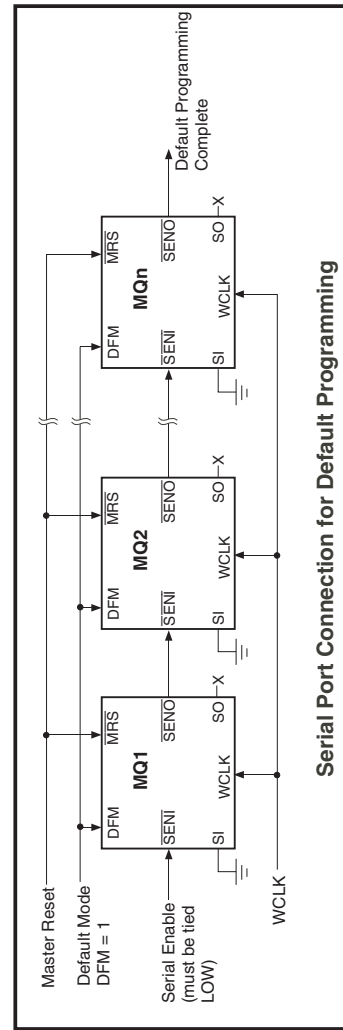 Master Reset
Default Mode
DFM = 1
DFM
MRS
MQ1
SENI
SENO
SI
WCLK
SO
X
DFM
MRS
MQ2
SENI
SENO
SI
WCLK
SO
X
DFM
MRS
MQn
SENI
SENO
SI
WCLK
SO
X
Serial Enable
(must be tied
LOW)
Default Programming
Complete
WCLK
Serial Port Connection for Default Programming